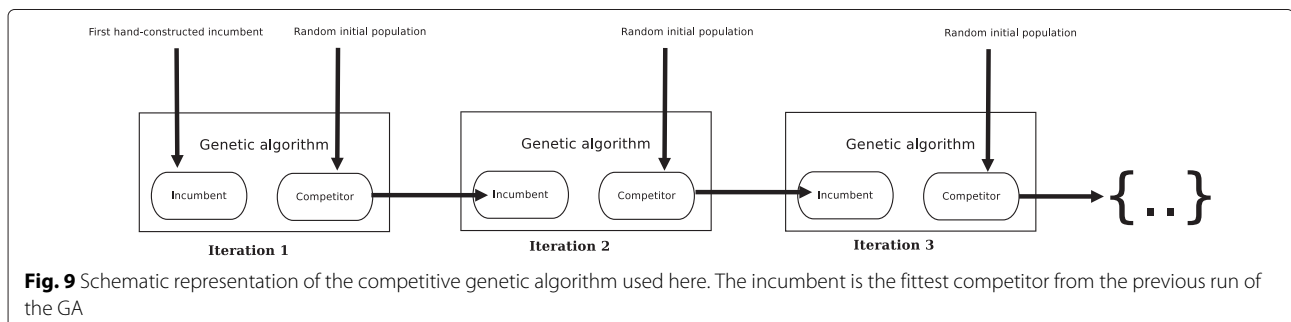 First hand-constructed incumbent
Random initial population
Random initial population
Random initial population
Genetic algorithm
Genetic algorithm
Genetic algorithm
Incumbent
Competitor
Incumbent
Competitor
Incumbent
Competitor
{..}
Iteration 1
Iteration 2
Iteration 3
Fig. 9 Schematic representation of the competitive genetic algorithm used here. The incumbent is the fittest competitor from the previous run of
the GA